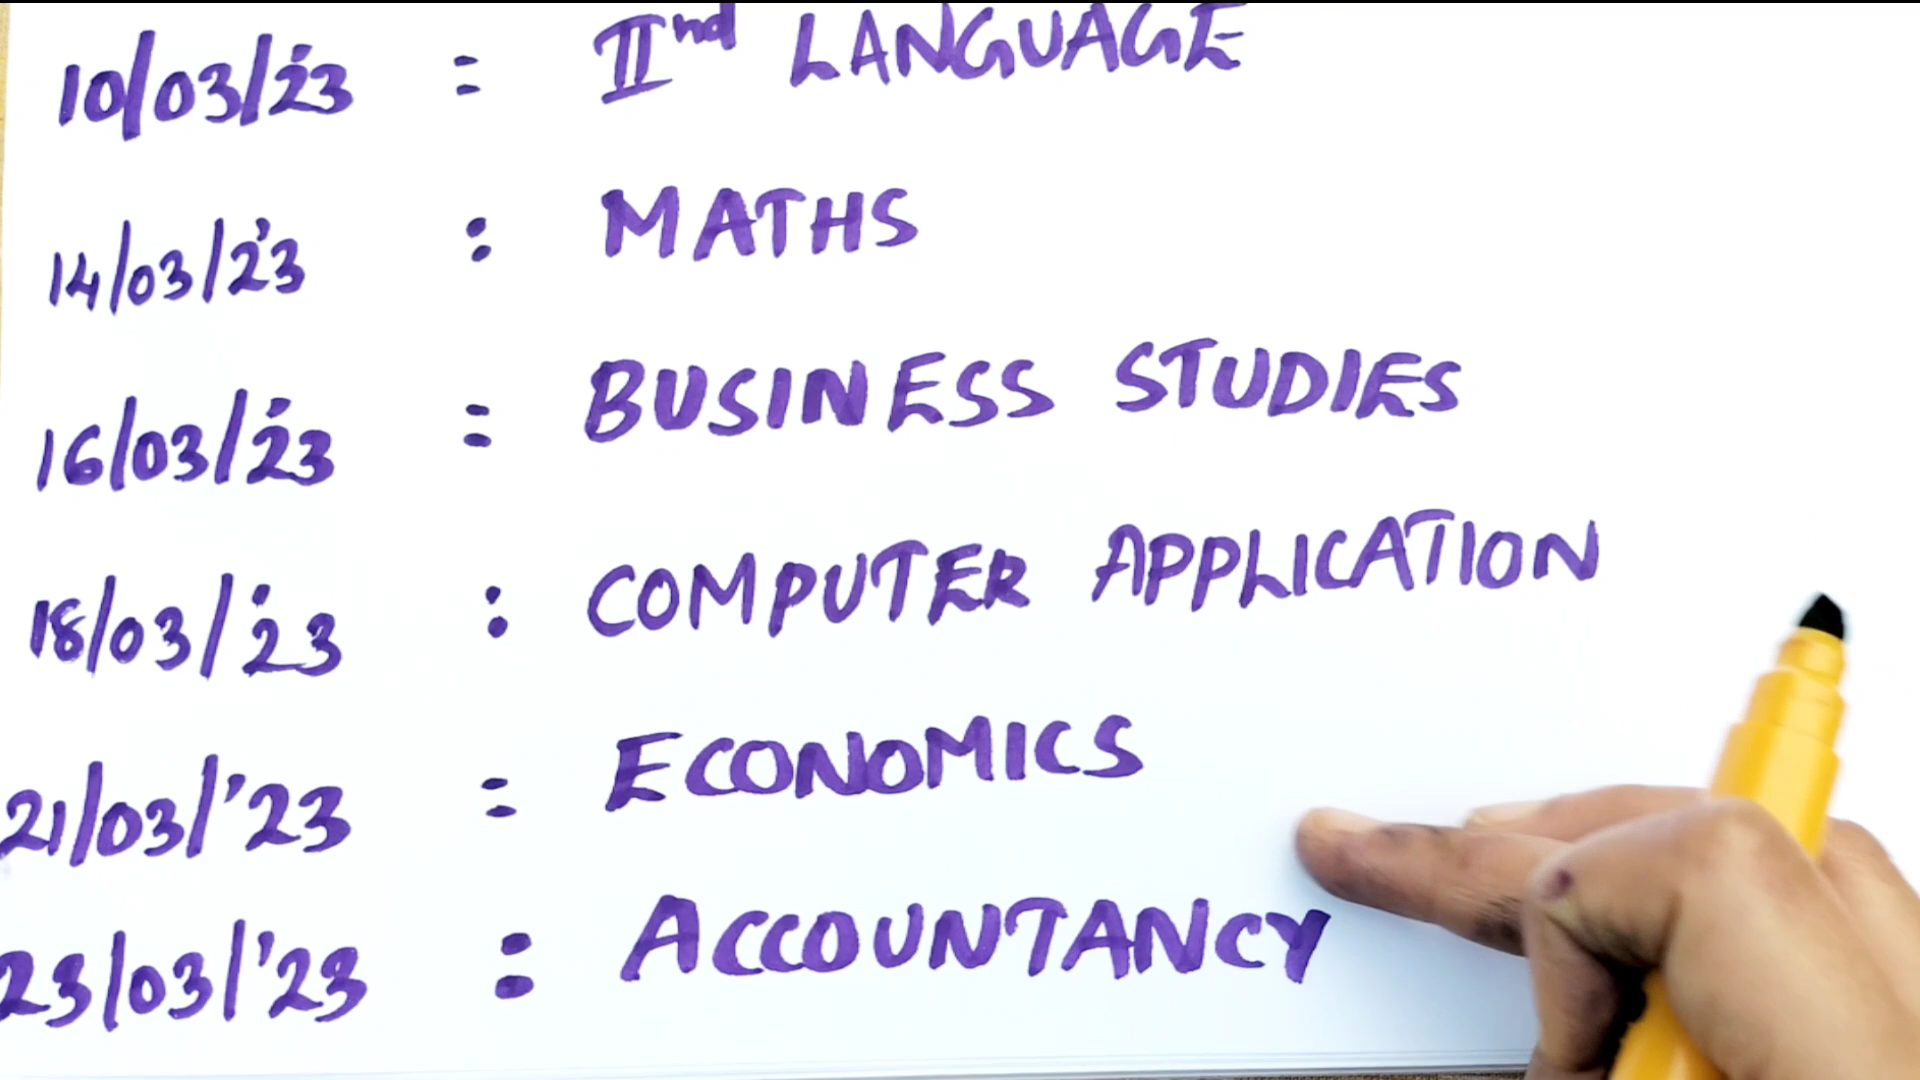 10/03/'23 : IInd LANGUAGE
14/03/'23 : MATHS
16/03/'23 : BUSINESS STUDIES
18/03/'23 : COMPUTER APPLICATION
21/03/'23 : ECONOMICS
23/03/'23 : ACCOUNTANCY